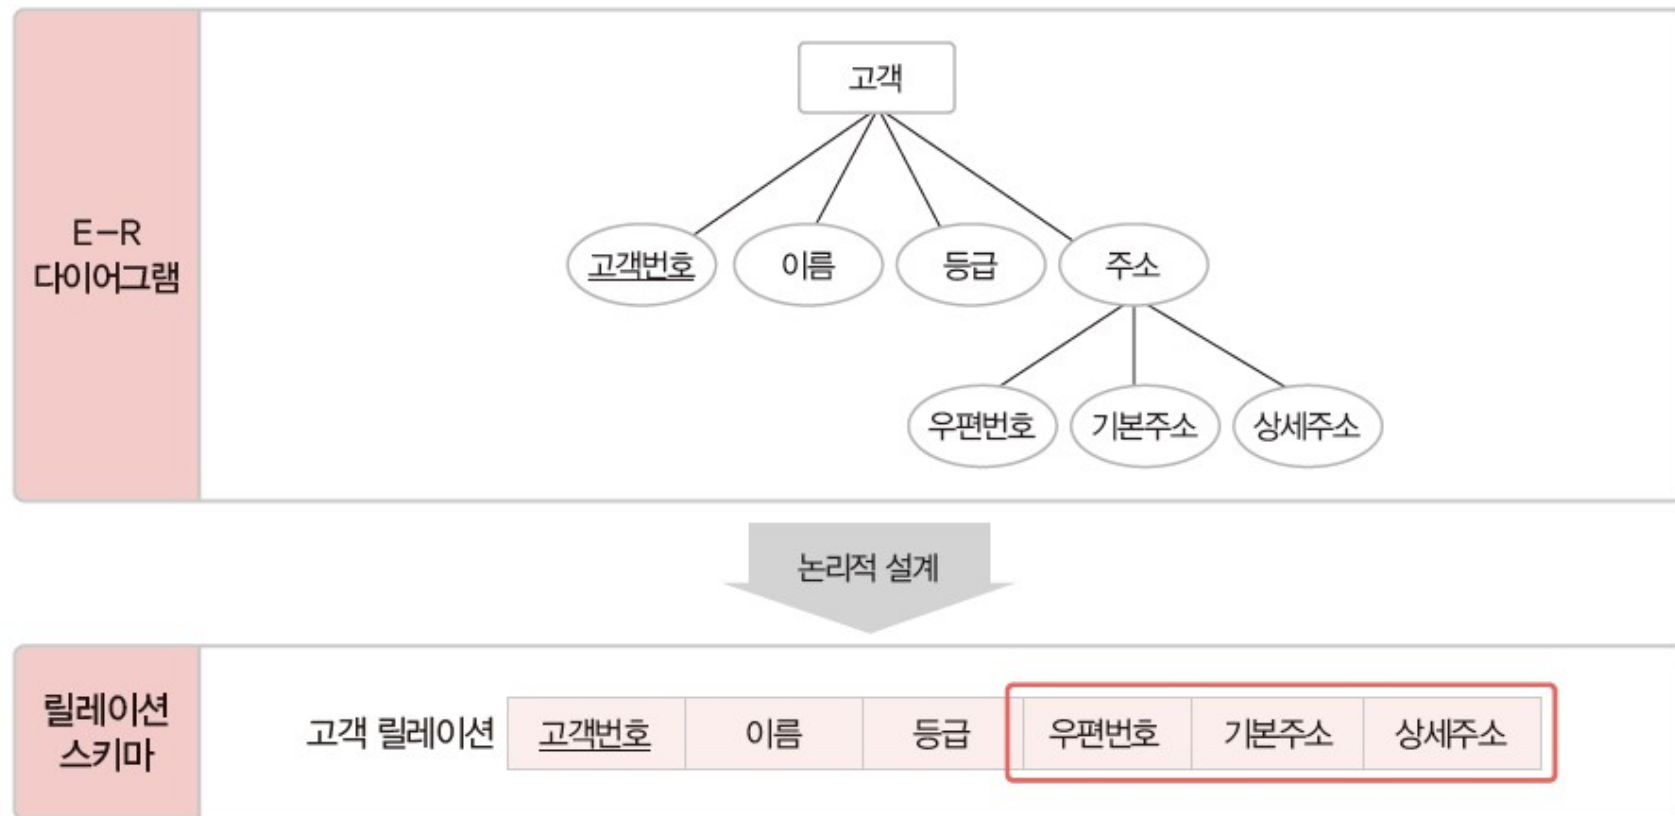 E-R
다이어그램
고객
고객번호 이름 등급 주소
우편번호 기본주소 상세주소
논리적 설계
릴레이션
스키마
고객 릴레이션 고객번호 이름 등급 우편번호 기본주소 상세주소